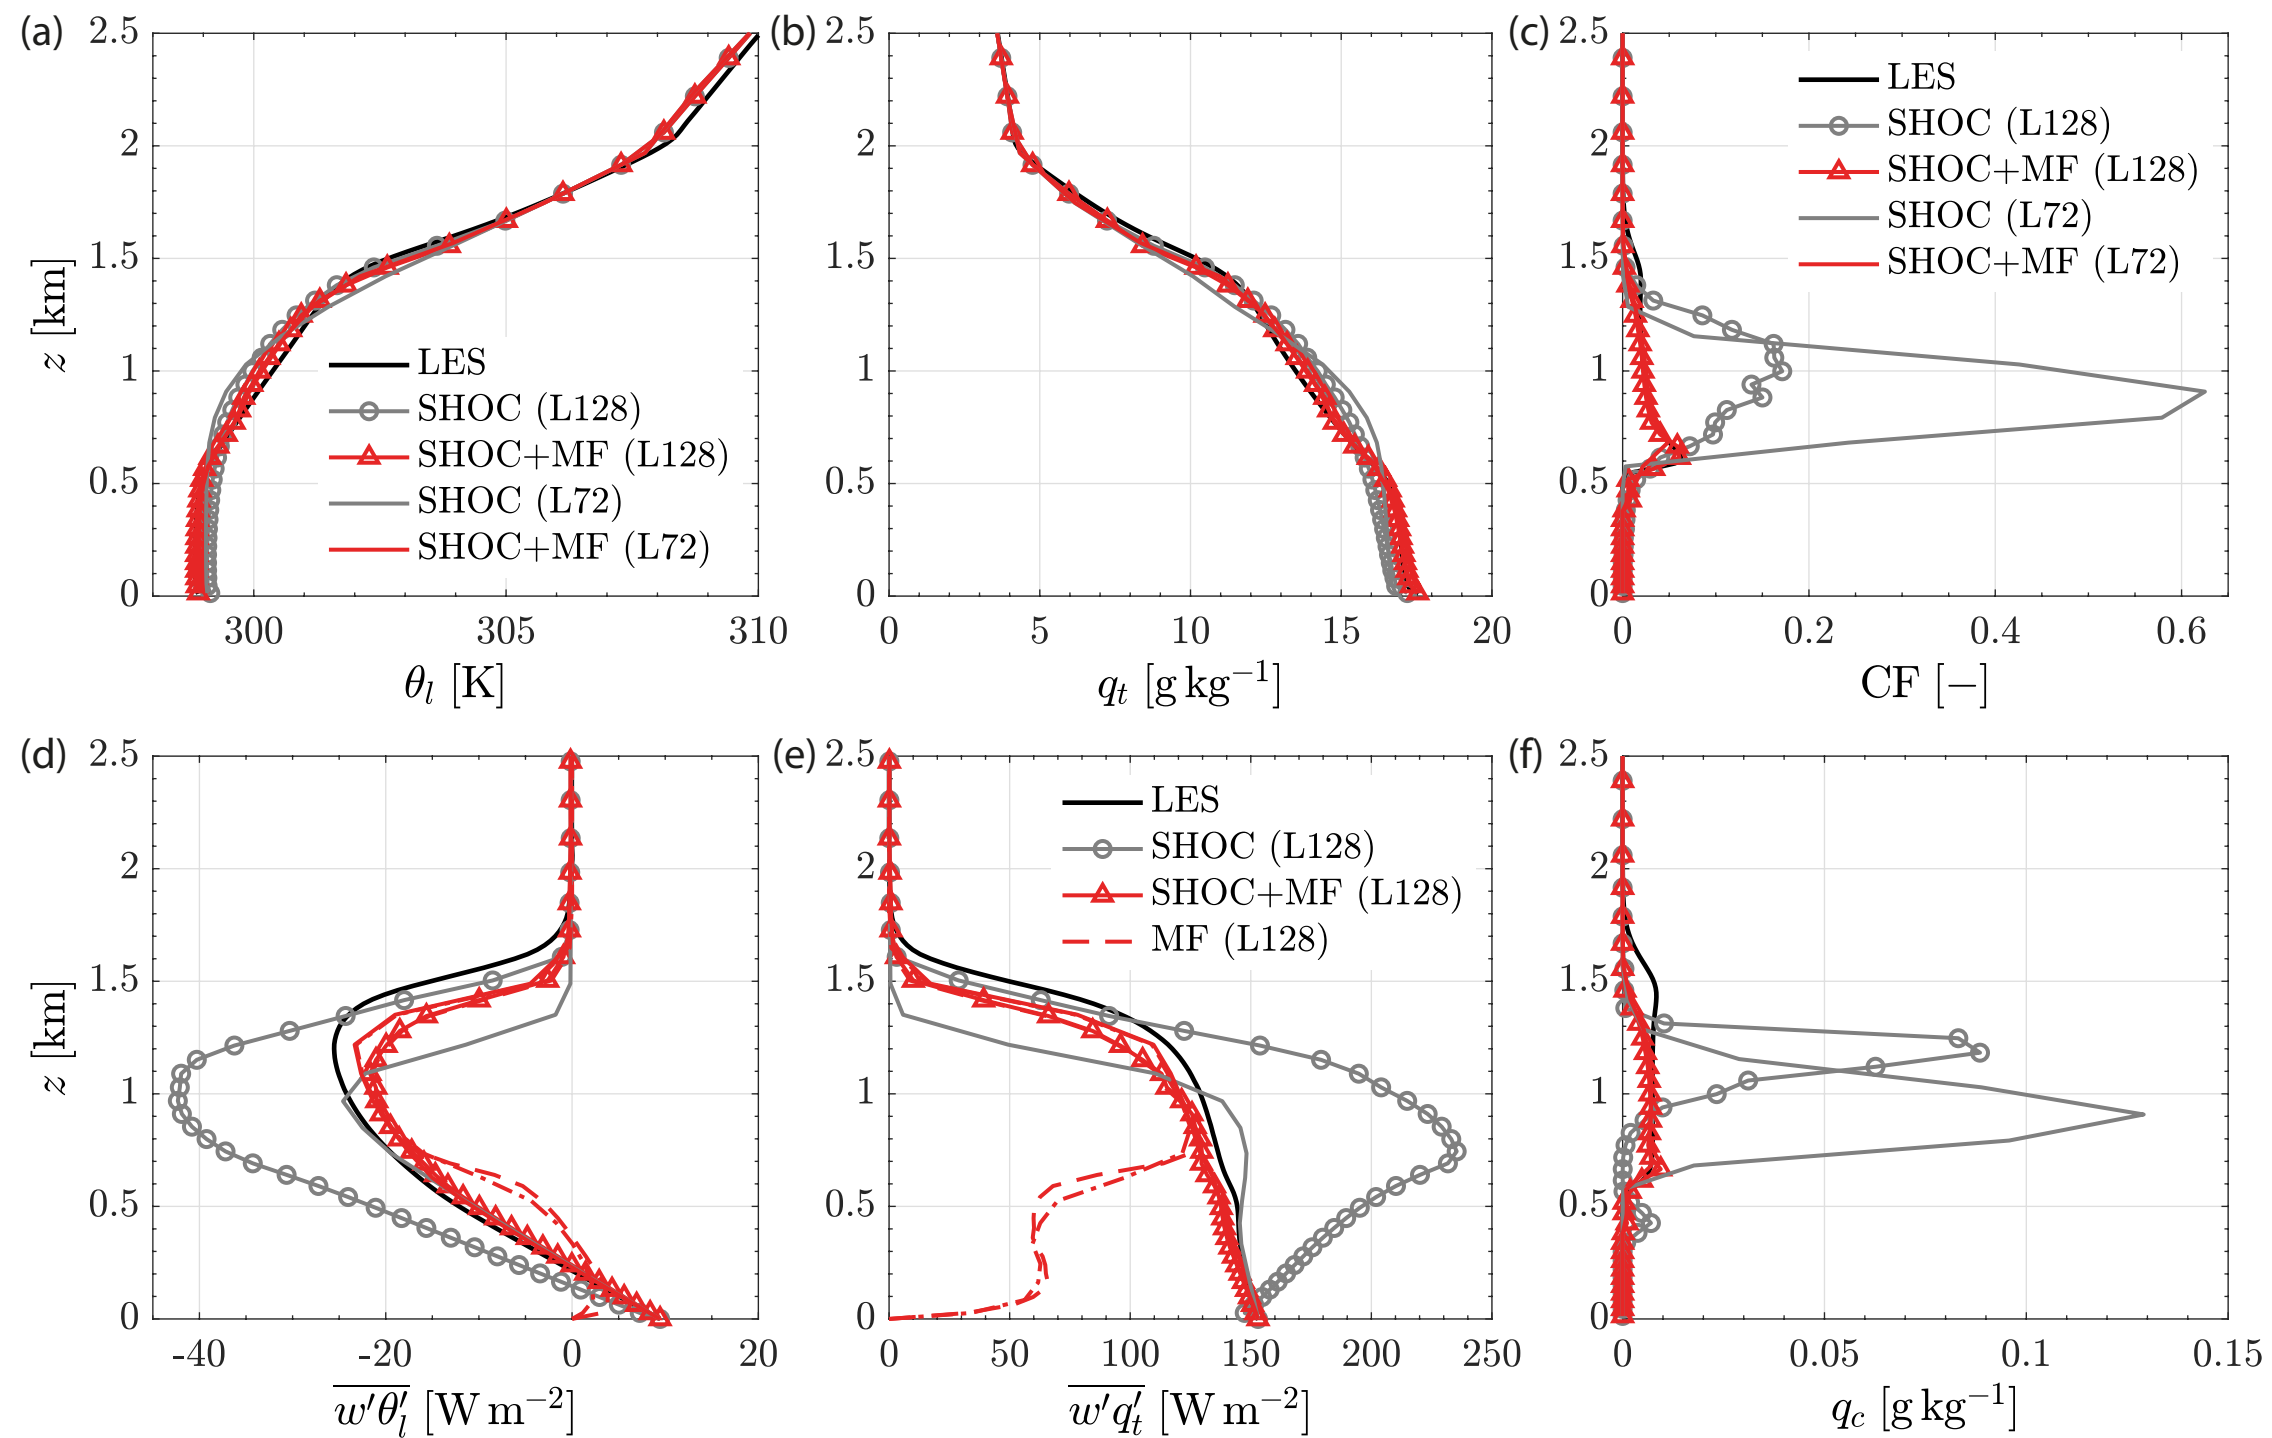 (a)
2.5
2
1.5
1
0.5
0
z [km]
300
305
310
θ_l [K]
LES
SHOC (L128)
SHOC+MF (L128)
SHOC (L72)
SHOC+MF (L72)
(b)
2.5
2
1.5
1
0.5
0
0
5
10
15
20
q_t [g kg⁻¹]
(c)
2.5
2
1.5
1
0.5
0
LES
SHOC (L128)
SHOC+MF (L128)
SHOC (L72)
SHOC+MF (L72)
0
0.2
0.4
0.6
CF [−]
(d)
2.5
2
1.5
1
0.5
0
z [km]
-40
-20
0
20
w′θ′_l [W m⁻²]
(e)
2.5
2
1.5
1
0.5
0
LES
SHOC (L128)
SHOC+MF (L128)
MF (L128)
0
50
100
150
200
250
w′q′_t [W m⁻²]
(f)
2.5
2
1.5
1
0.5
0
0
0.05
0.1
0.15
q_c [g kg⁻¹]